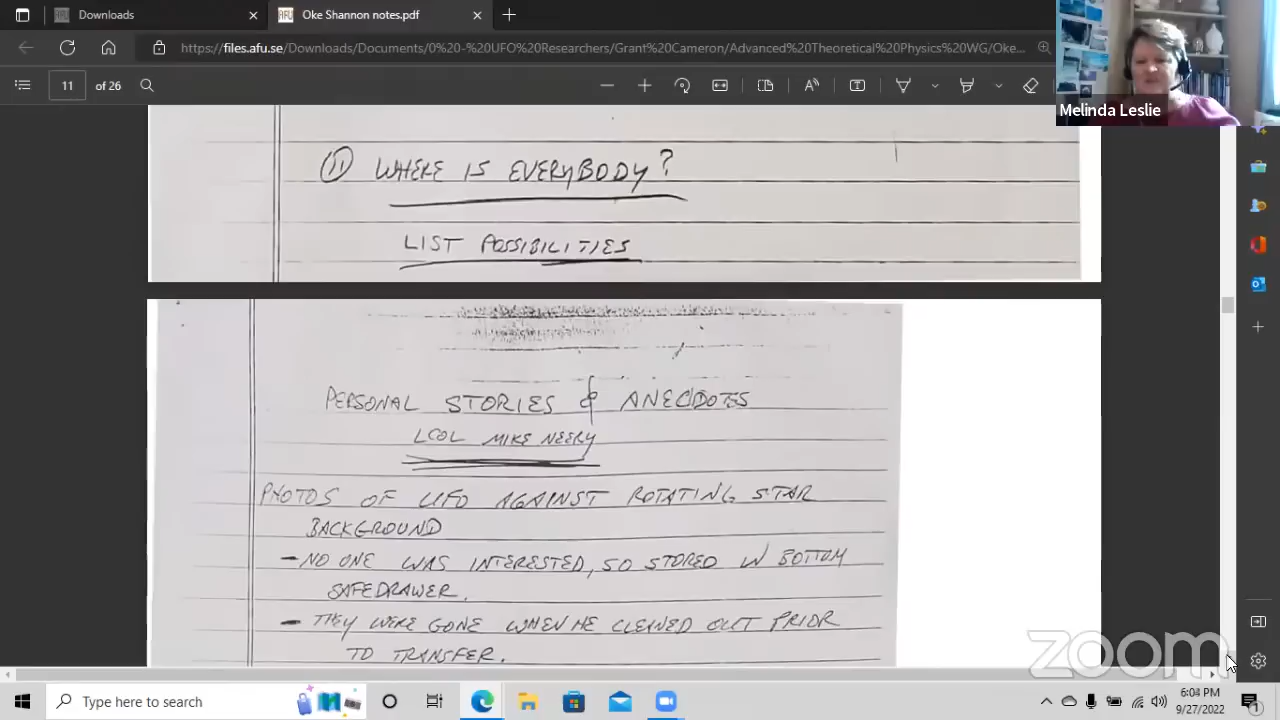 Downloads
Oke Shannon notes.pdf
https://files.afu.se/Downloads/Documents/0%20-%20UFO%20Researchers/Grant%20Cameron/Advanced%20Theoretical%20Physics%20WG/Oke...
11 of 26
Melinda Leslie
11 WHERE IS EVERYBODY?
LIST POSSIBILITIES
PERSONAL STORIES & ANECDOTES
LCOL MIKE NEERY
PHOTOS OF UFO AGAINST ROTATING STAR
BACKGROUND
- NO ONE WAS INTERESTED, SO STORED W BOTTOM
SAFEDRAWER.
- THEY WERE GONE WHEN HE CLEANED OUT PRIOR
TO TRANSFER.
zoom
Type here to search
6:04 PM
9/27/2022